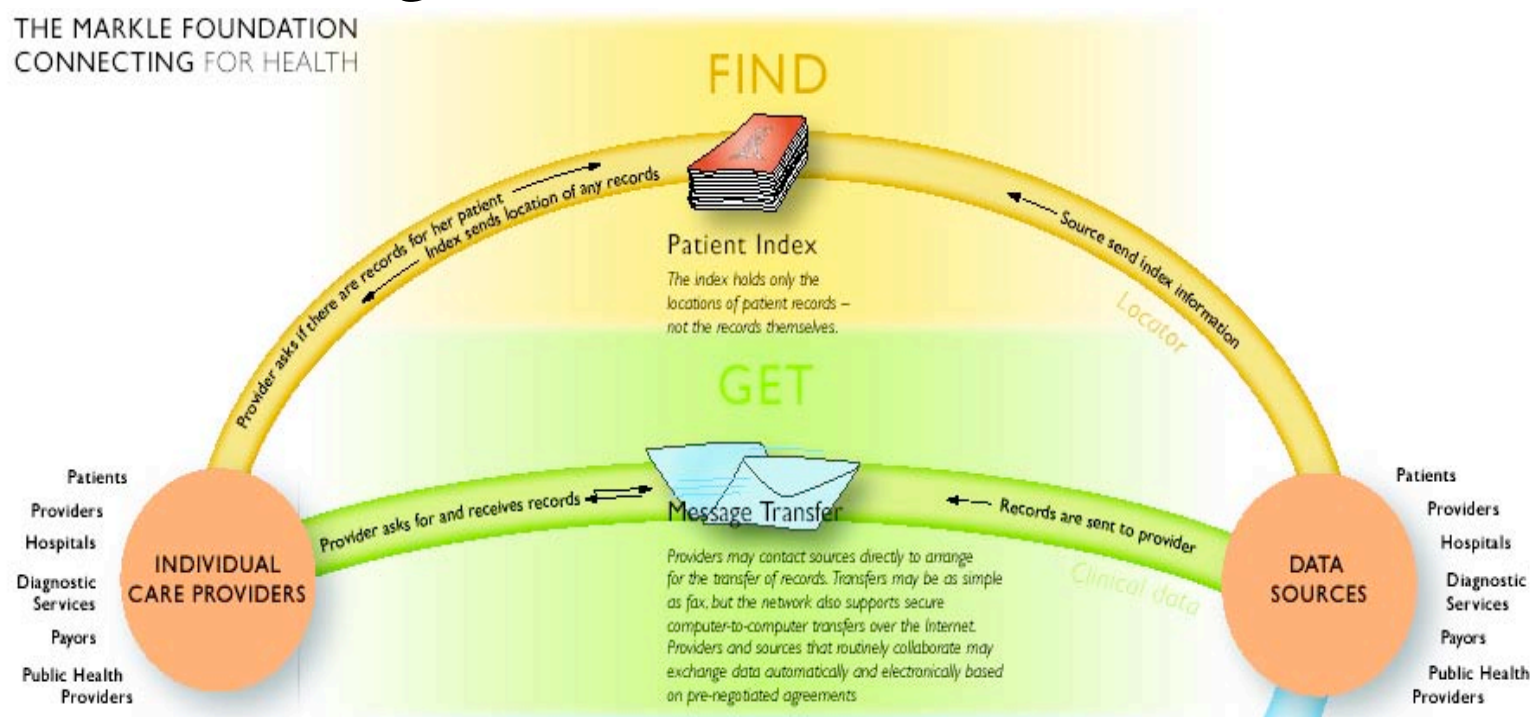 THE MARKLE FOUNDATION
CONNECTING FOR HEALTH
FIND
Provider asks if there are records for her patient
Index sends location of any records
Source send index information
Locator
Patient Index
The index holds only the
locations of patient records –
not the records themselves.
GET
Provider asks for and receives records
Message Transfer
Records are sent to provider
Clinical data
Providers may contact sources directly to arrange
for the transfer of records. Transfers may be as simple
as fax, but the network also supports secure
computer-to-computer transfers over the Internet.
Providers and sources that routinely collaborate may
exchange data automatically and electronically based
on pre-negotiated agreements
Patients
Providers
Hospitals
Diagnostic
Services
Payors
Public Health
Providers
INDIVIDUAL
CARE PROVIDERS
DATA
SOURCES
Patients
Providers
Hospitals
Diagnostic
Services
Payors
Public Health
Providers